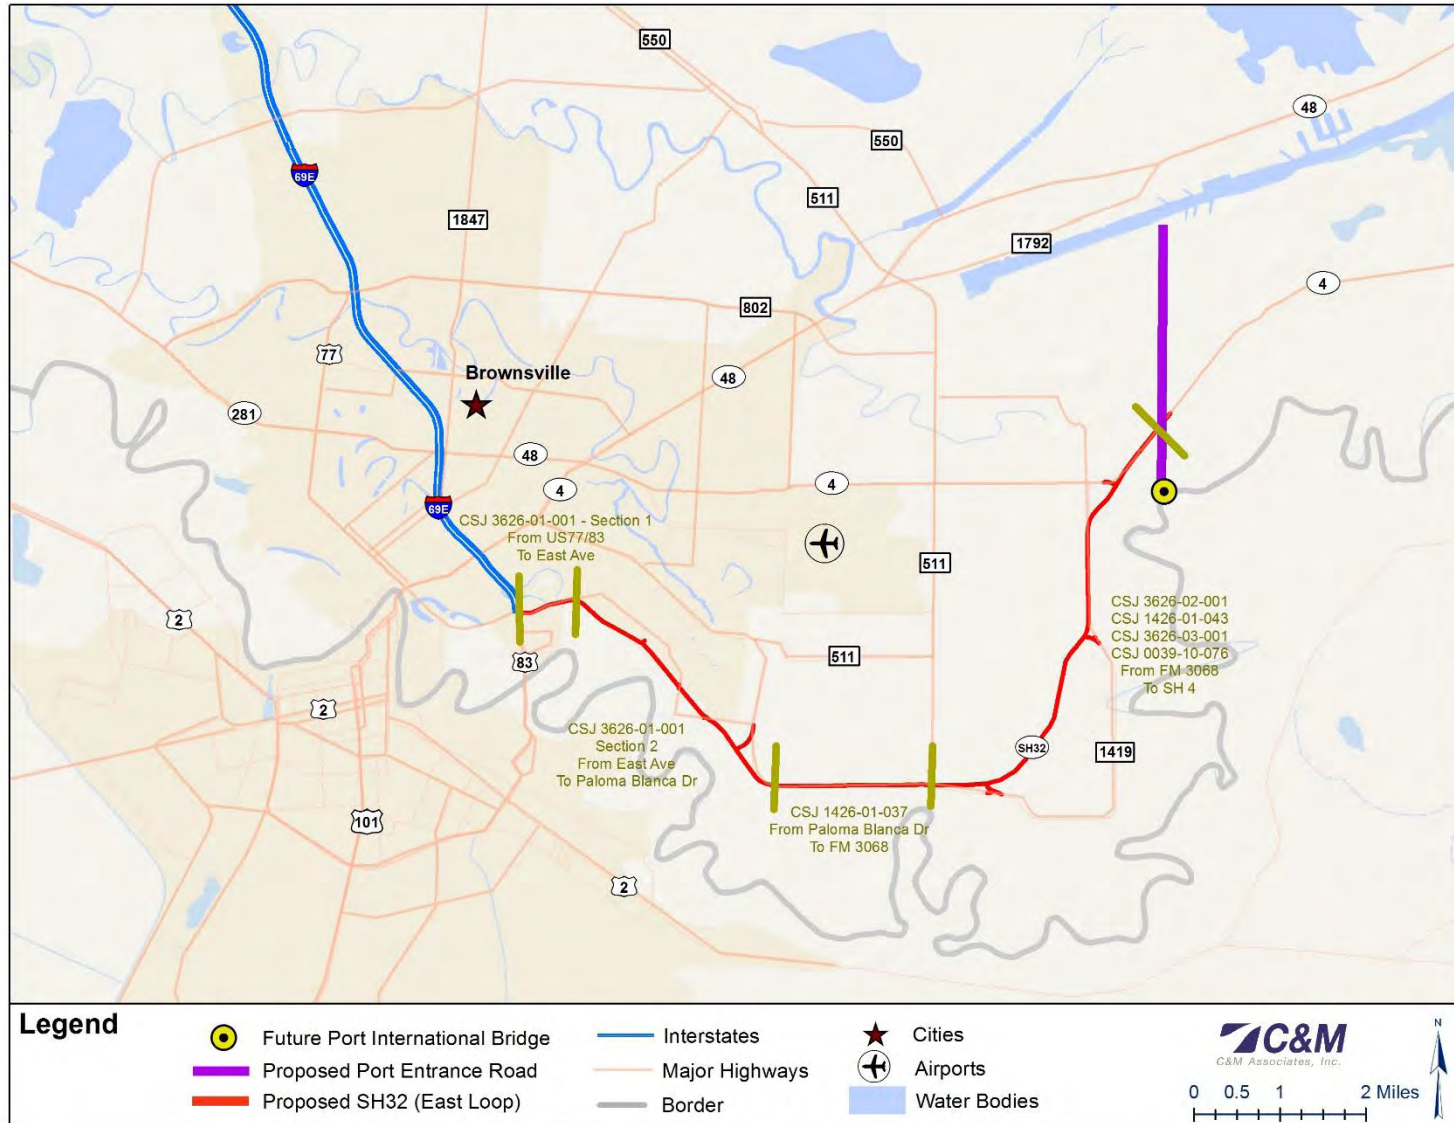 550
48
550
69E
511
1847
1792
4
802
77
Brownsville
48
281
48
4
4
69E
CSJ 3626-01-001 - Section 1
From US77/83
To East Ave
511
2
CSJ 3626-02-001
CSJ 1426-01-043
CSJ 3626-03-001
CSJ 0039-10-076
From FM 3068
To SH 4
511
83
2
CSJ 3626-01-001
Section 2
From East Ave
To Paloma Blanca Dr
SH32
1419
101
CSJ 1426-01-037
From Paloma Blanca Dr
To FM 3068
2
Legend
Future Port International Bridge
Proposed Port Entrance Road
Proposed SH32 (East Loop)
Interstates
Major Highways
Border
Cities
Airports
Water Bodies
C&M
C&M Associates, Inc.
N
0 0.5 1 2 Miles